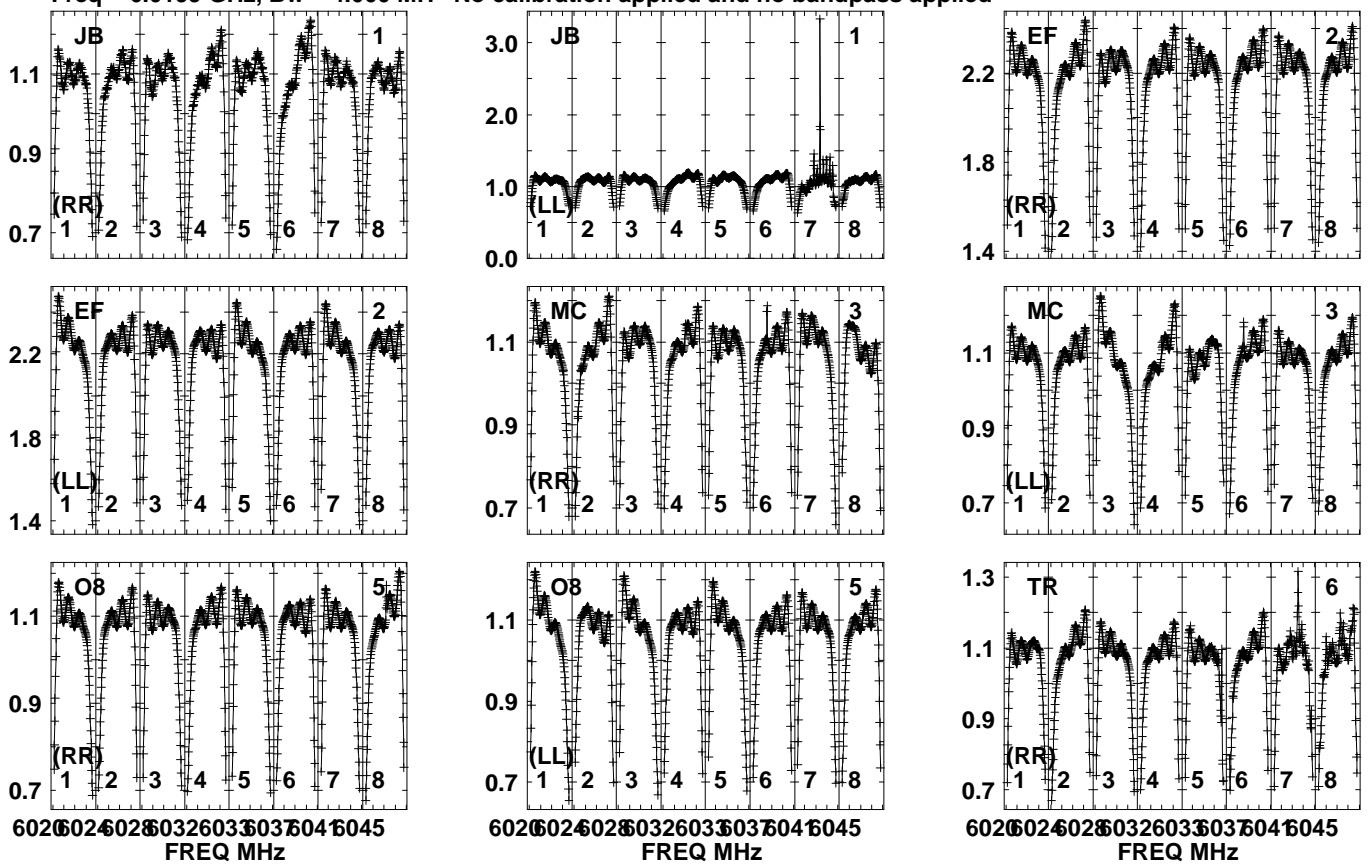 No calibration applied and no bandpass applied
JB 1
1.1
0.9
0.7
(RR)
1 2 3 4 5 6 7 8
JB 1
3.0
2.0
1.0
0.0
(LL)
1 2 3 4 5 6 7 8
EF 2
2.2
1.8
1.4
(RR)
1 2 3 4 5 6 7 8
EF 2
2.2
1.8
1.4
(LL)
1 2 3 4 5 6 7 8
MC 3
1.1
0.9
0.7
(RR)
1 2 3 4 5 6 7 8
MC 3
1.1
0.9
0.7
(LL)
1 2 3 4 5 6 7 8
O8 5
1.1
0.9
0.7
(RR)
1 2 3 4 5 6 7 8
6020 6024 6028 6032 6033 6037 6041 6045
FREQ MHz
O8 5
1.1
0.9
0.7
(LL)
1 2 3 4 5 6 7 8
6020 6024 6028 6032 6033 6037 6041 6045
TR 6
1.3
1.1
0.9
0.7
(RR)
1 2 3 4 5 6 7 8
6020 6024 6028 6032 6033 6037 6041 6045
FREQ MHz